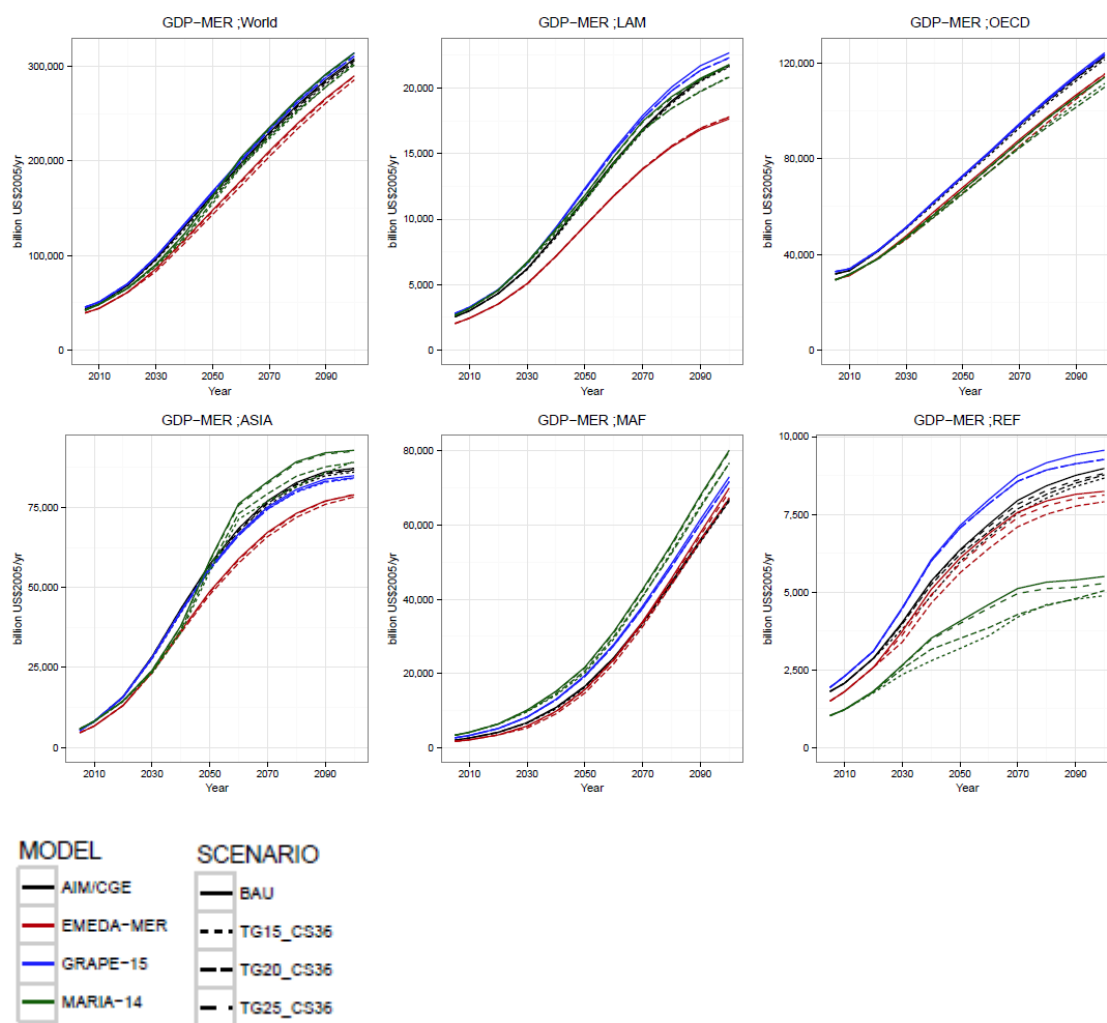 GDP−MER ;World
GDP−MER ;LAM
GDP−MER ;OECD
billion US$2005/yr
300,000
200,000
100,000
0
2010 2030 2050 2070 2090
Year
billion US$2005/yr
20,000
15,000
10,000
5,000
0
2010 2030 2050 2070 2090
Year
billion US$2005/yr
120,000
80,000
40,000
0
2010 2030 2050 2070 2090
Year
GDP−MER ;ASIA
GDP−MER ;MAF
GDP−MER ;REF
billion US$2005/yr
75,000
50,000
25,000
0
2010 2030 2050 2070 2090
Year
billion US$2005/yr
80,000
60,000
40,000
20,000
0
2010 2030 2050 2070 2090
Year
billion US$2005/yr
10,000
7,500
5,000
2,500
0
2010 2030 2050 2070 2090
Year
MODEL
AIM/CGE
EMEDA−MER
GRAPE−15
MARIA−14
SCENARIO
BAU
TG15_CS36
TG20_CS36
TG25_CS36